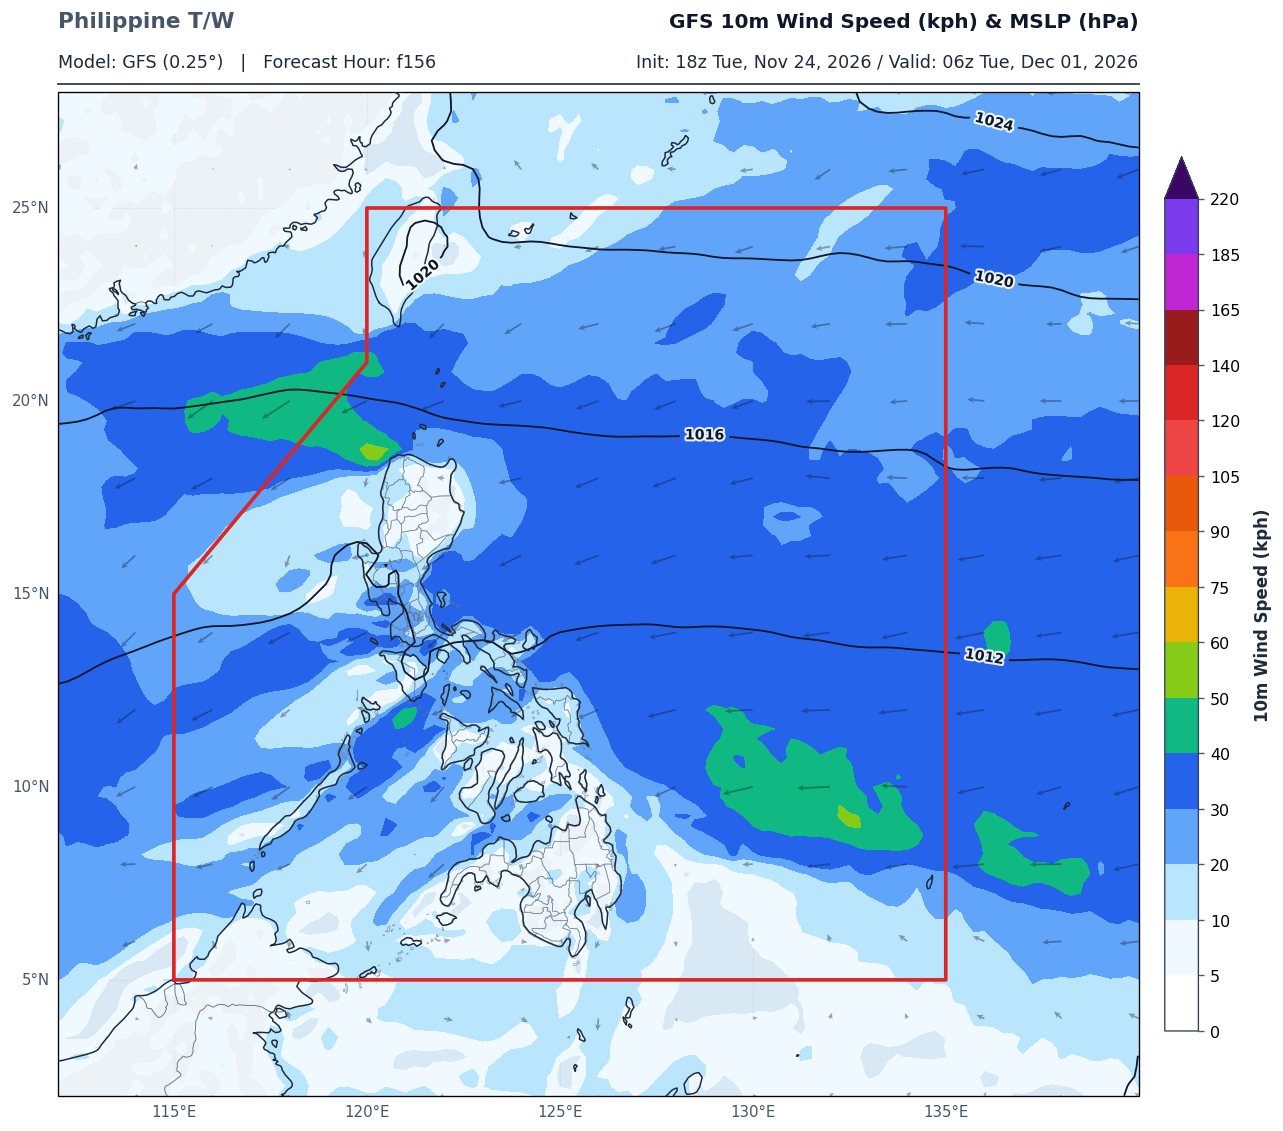 Philippine T/W
GFS 10m Wind Speed (kph) & MSLP (hPa)
Model: GFS (0.25°) | Forecast Hour: f156
Init: 18z Tue, Nov 24, 2026 / Valid: 06z Tue, Dec 01, 2026
1024
1020
1020
1016
1012
25°N
20°N
15°N
10°N
5°N
115°E
120°E
125°E
130°E
135°E
220
185
165
140
120
105
90
75
60
50
40
30
20
10
5
0
10m Wind Speed (kph)